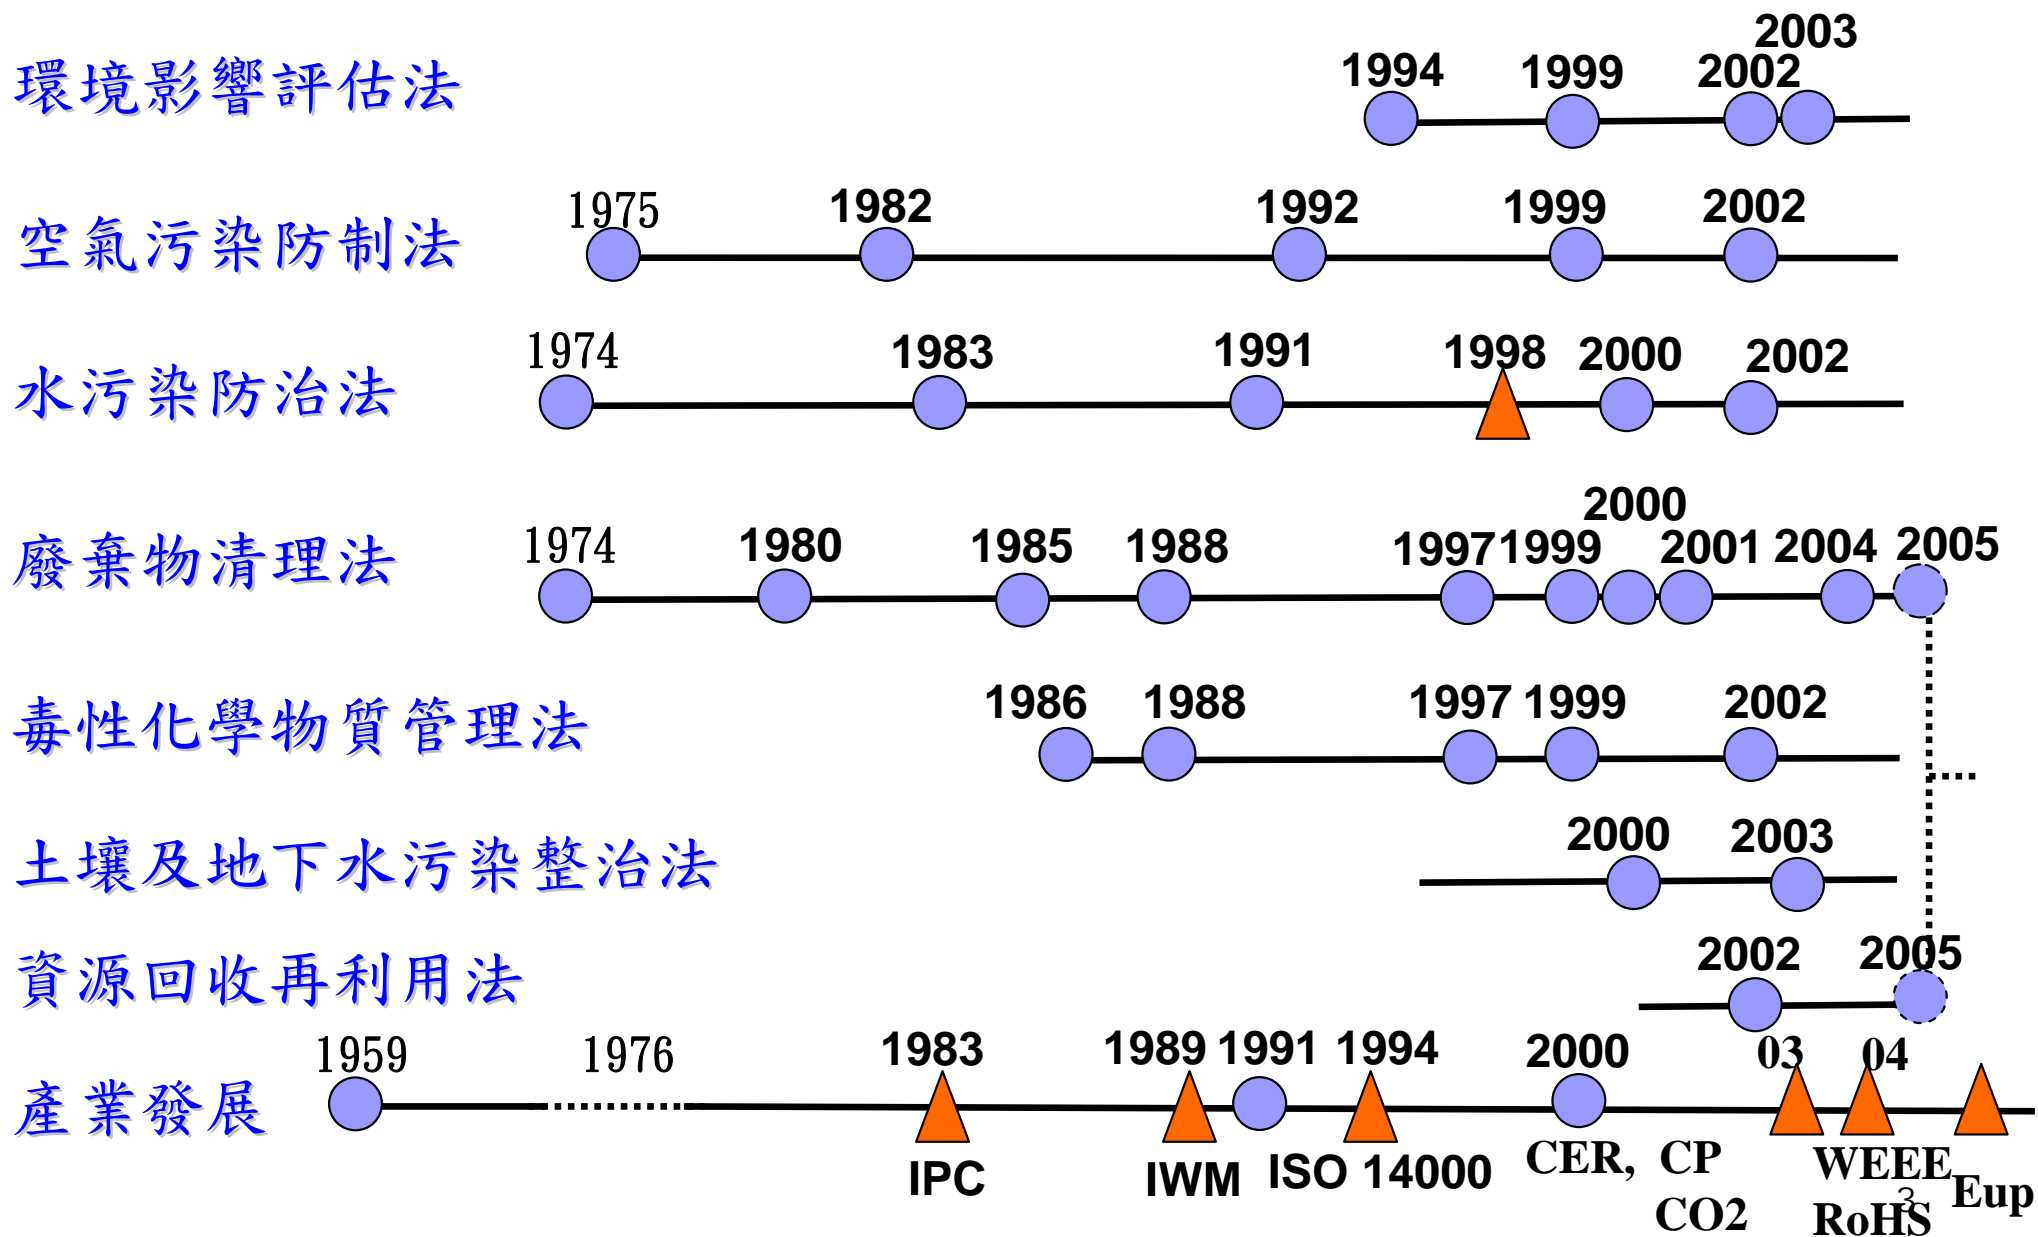 2003
環境影響評估法 1994 1999 2002
空氣污染防制法 1975 1982 1992 1999 2002
水污染防治法 1974 1983 1991 1998 2000 2002
2000
廢棄物清理法 1974 1980 1985 1988 1997 1999 2001 2004 2005
毒性化學物質管理法 1986 1988 1997 1999 2002
土壤及地下水污染整治法 2000 2003
資源回收再利用法 2002 2005
1959 1976 1983 1989 1991 1994 2000 03 04
產業發展
IPC IWM ISO 14000 CER, CP WEEE Eup
CO2 RoHS
3